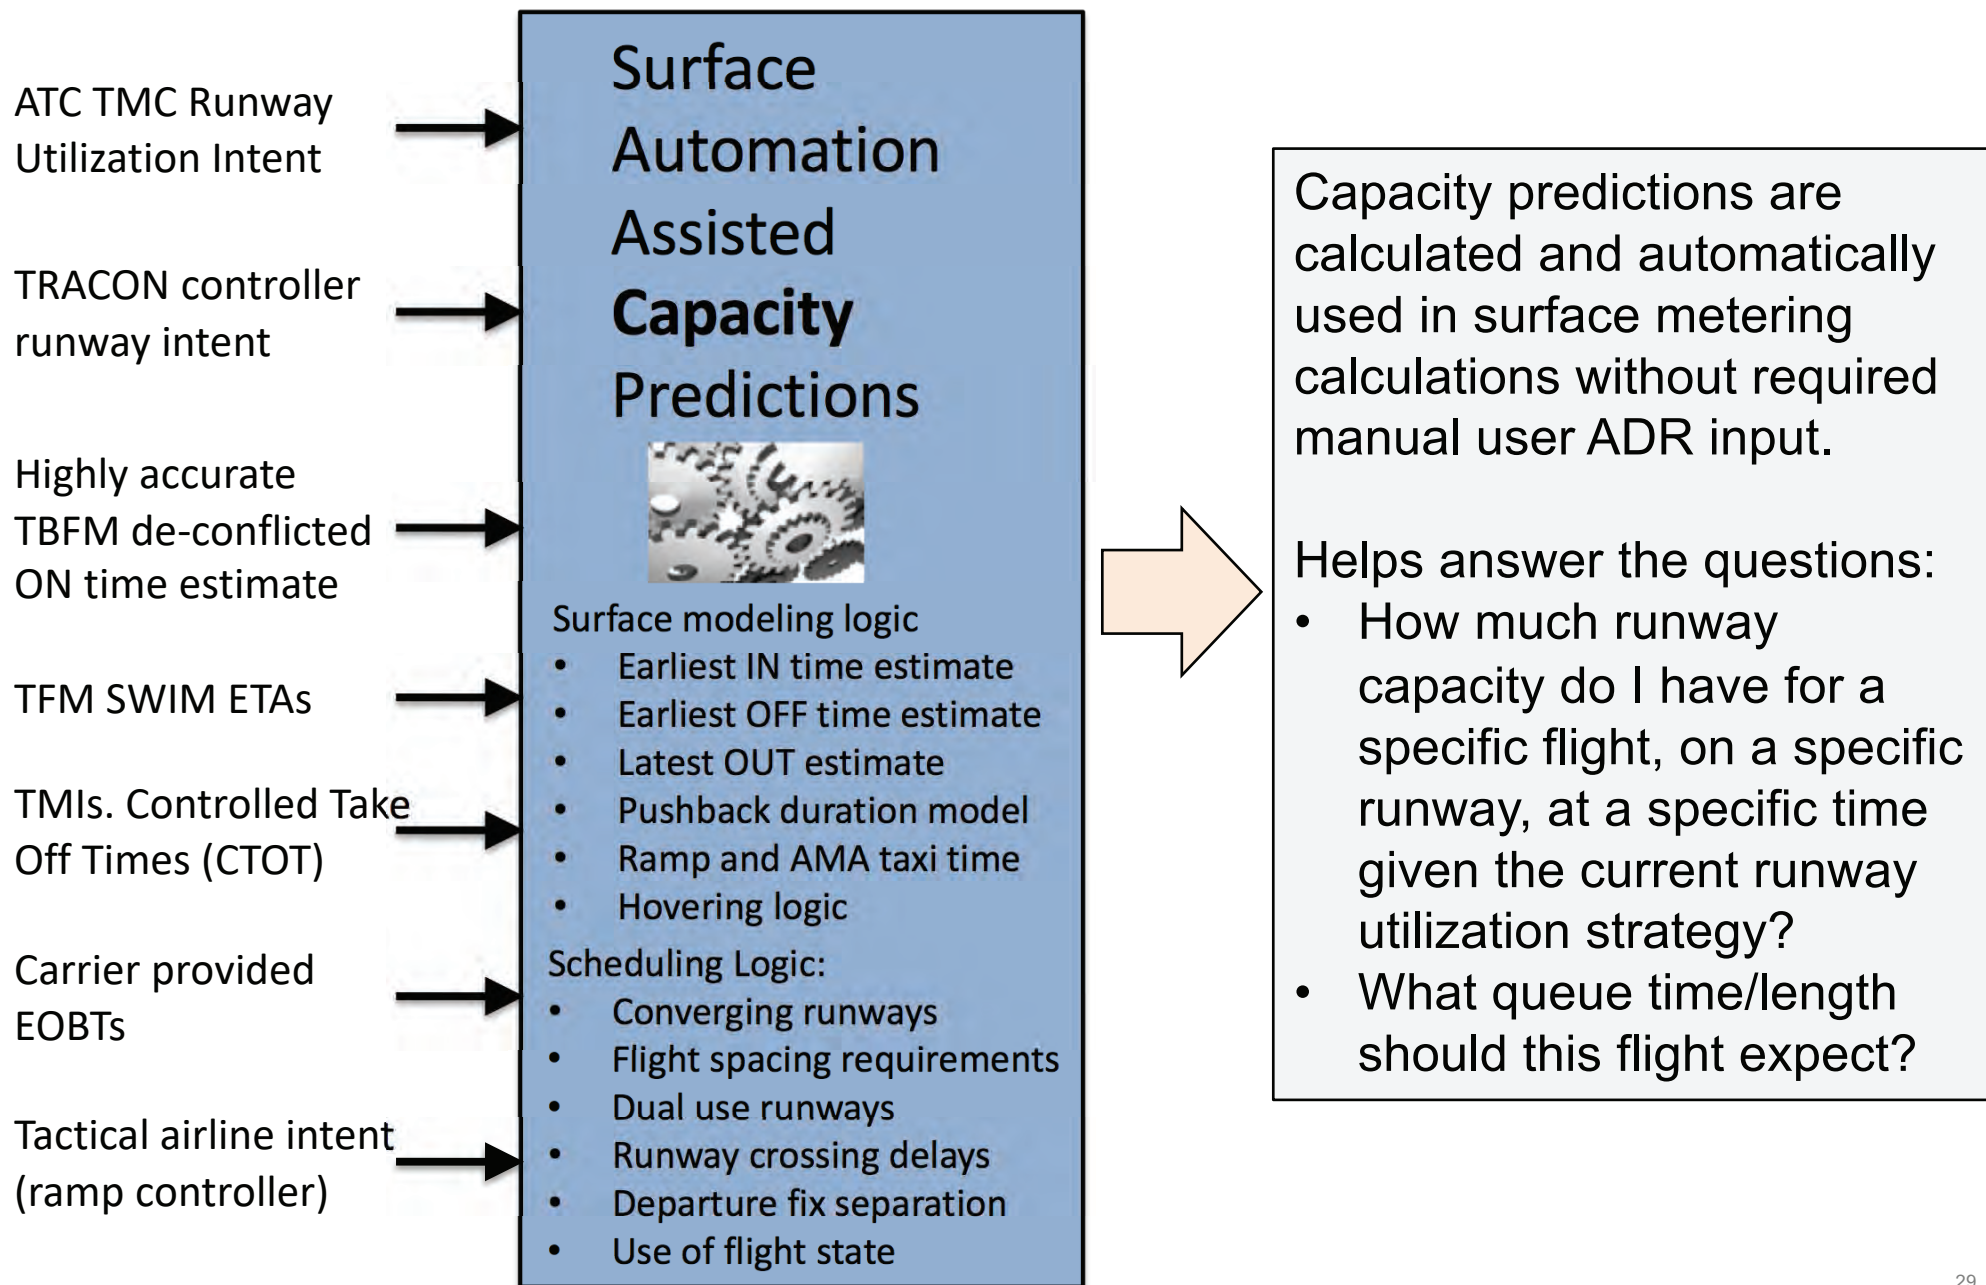 ATC TMC Runway
Utilization Intent
TRACON controller
runway intent
Highly accurate
TBFM de-conflicted
ON time estimate
TFM SWIM ETAs
TMIs. Controlled Take
Off Times (CTOT)
Carrier provided
EOBTs
Tactical airline intent
(ramp controller)
Surface
Automation
Assisted
Capacity
Predictions
Surface modeling logic
• Earliest IN time estimate
• Earliest OFF time estimate
• Latest OUT estimate
• Pushback duration model
• Ramp and AMA taxi time
• Hovering logic
Scheduling Logic:
• Converging runways
• Flight spacing requirements
• Dual use runways
• Runway crossing delays
• Departure fix separation
• Use of flight state
Capacity predictions are
calculated and automatically
used in surface metering
calculations without required
manual user ADR input.
Helps answer the questions:
• How much runway
capacity do I have for a
specific flight, on a specific
runway, at a specific time
given the current runway
utilization strategy?
• What queue time/length
should this flight expect?
29